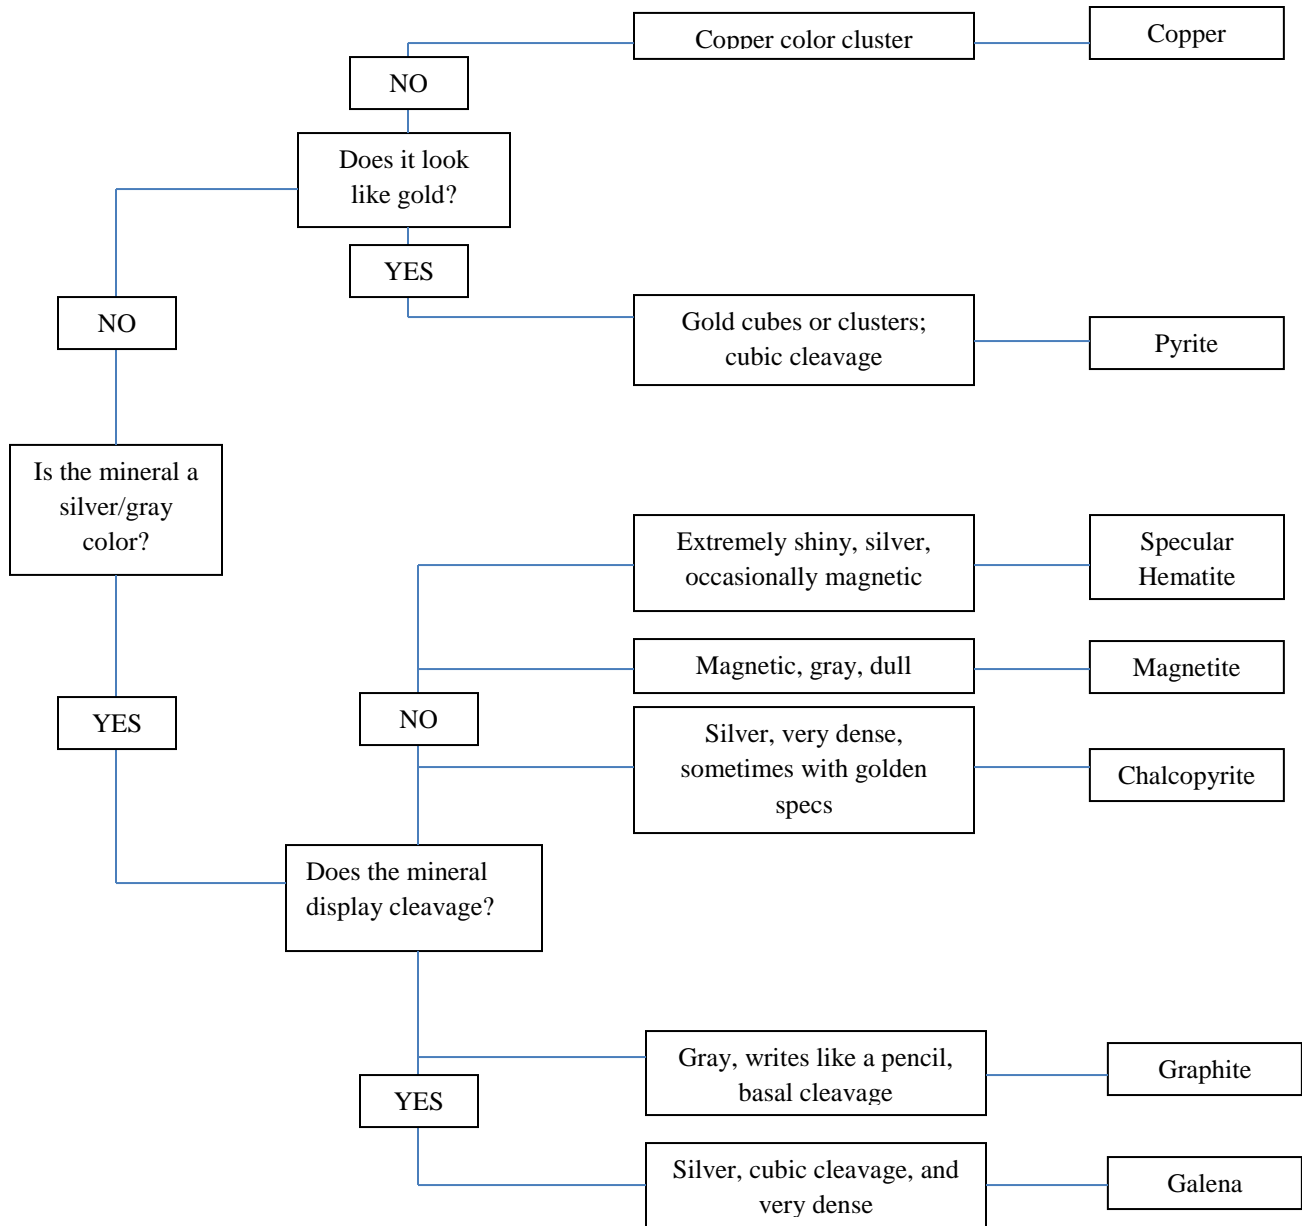 Copper color cluster
Copper
NO
Does it look
like gold?
YES
NO
Gold cubes or clusters;
cubic cleavage
Pyrite
Is the mineral a
silver/gray
color?
Extremely shiny, silver,
occasionally magnetic
Specular
Hematite
Magnetic, gray, dull
Magnetite
YES
NO
Silver, very dense,
sometimes with golden
specs
Chalcopyrite
Does the mineral
display cleavage?
Gray, writes like a pencil,
basal cleavage
Graphite
YES
Silver, cubic cleavage, and
very dense
Galena